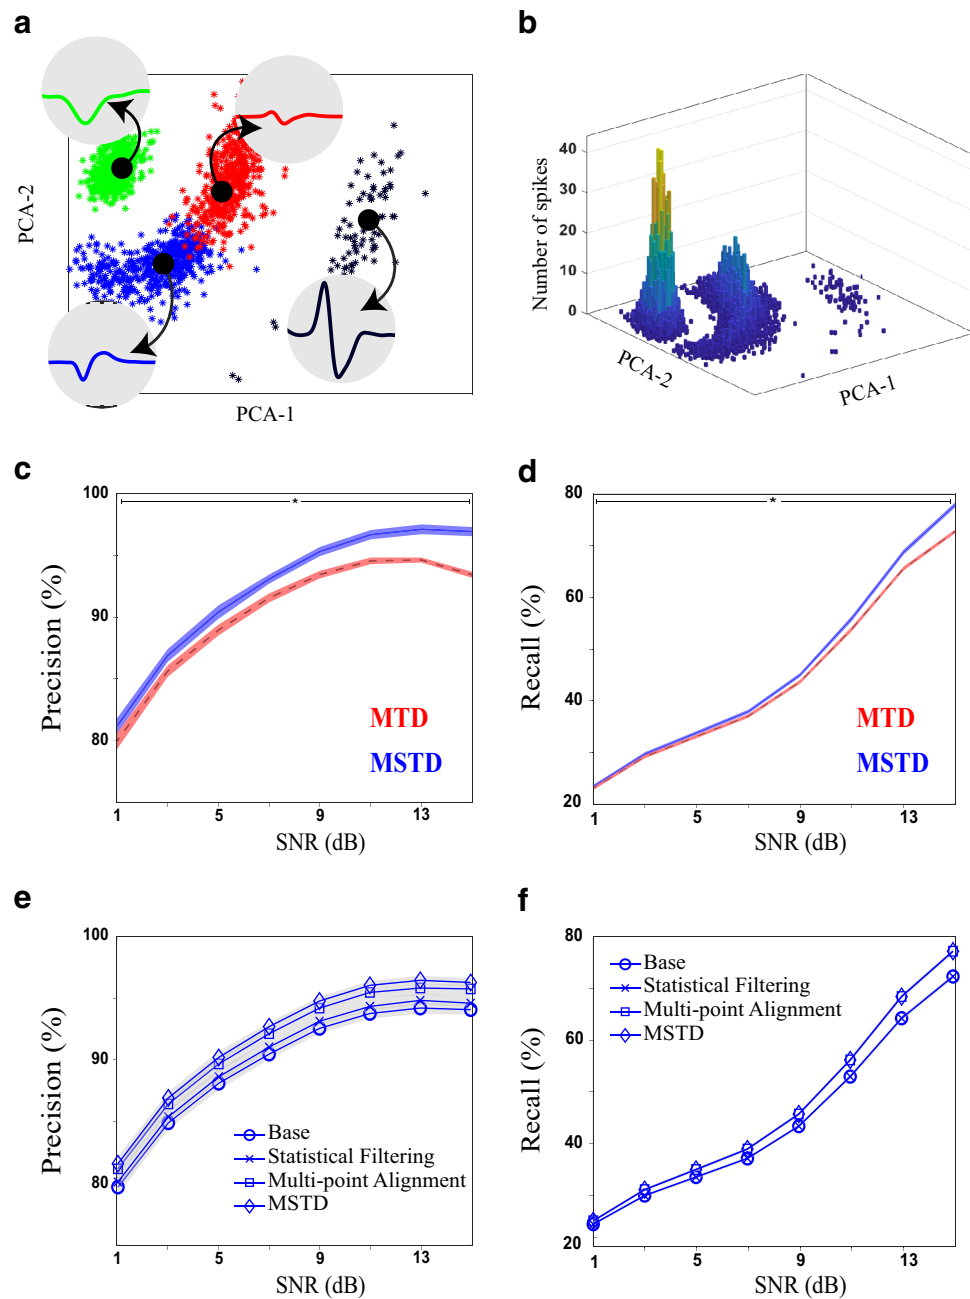 a
PCA-2
PCA-1
b
Number of spikes
40
30
20
10
0
PCA-2
PCA-1
c
100
90
80
Precision (%)
*
MTD
MSTD
1
5
9
13
SNR (dB)
d
80
60
40
20
Recall (%)
*
MTD
MSTD
1
5
9
13
SNR (dB)
e
100
90
80
Precision (%)
Base
Statistical Filtering
Multi-point Alignment
MSTD
1
5
9
13
SNR (dB)
f
80
60
40
20
Recall (%)
Base
Statistical Filtering
Multi-point Alignment
MSTD
1
5
9
13
SNR (dB)